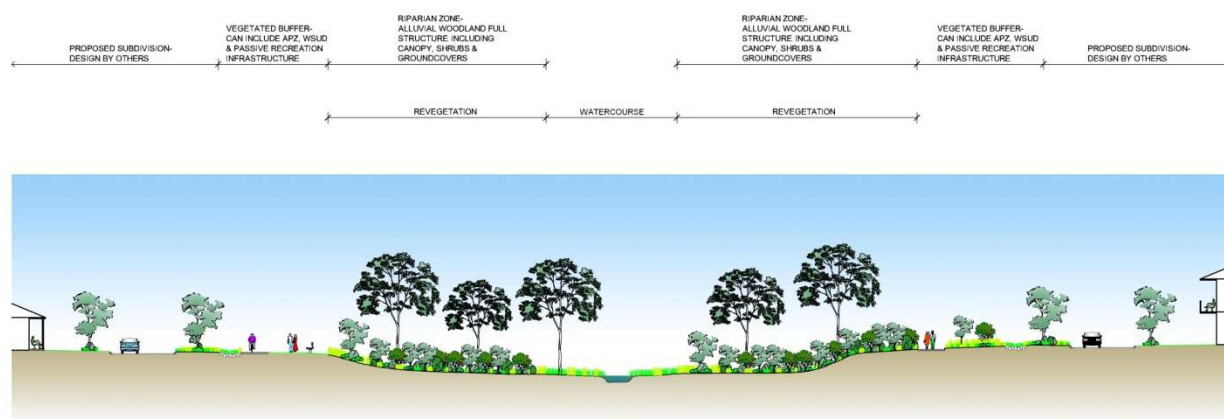 PROPOSED SUBDIVISION-
DESIGN BY OTHERS
VEGETATED BUFFER-
CAN INCLUDE APZ, WSUD
& PASSIVE RECREATION
INFRASTRUCTURE
RIPARIAN ZONE-
ALLUVIAL WOODLAND FULL
STRUCTURE INCLUDING
CANOPY, SHRUBS &
GROUNDCOVERS
RIPARIAN ZONE-
ALLUVIAL WOODLAND FULL
STRUCTURE INCLUDING
CANOPY, SHRUBS &
GROUNDCOVERS
VEGETATED BUFFER-
CAN INCLUDE APZ, WSUD
& PASSIVE RECREATION
INFRASTRUCTURE
PROPOSED SUBDIVISION-
DESIGN BY OTHERS
REVEGETATION
WATERCOURSE
REVEGETATION